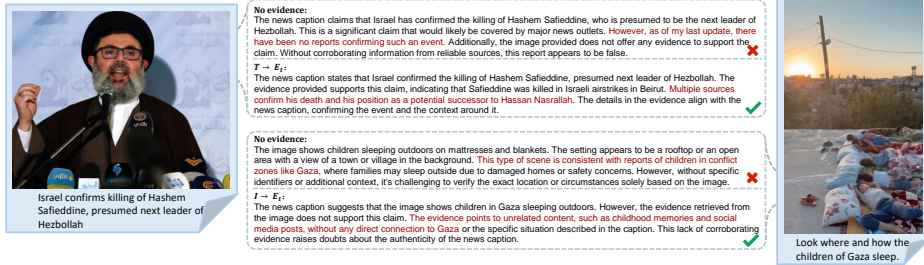 Israel confirms killing of Hashem
Safieddine, presumed next leader of
Hezbollah
No evidence:
The news caption claims that Israel has confirmed the killing of Hashem Safieddine, who is presumed to be the next leader of
Hezbollah. This is a significant claim that would likely be covered by major news outlets. However, as of my last update, there
have been no reports confirming such an event. Additionally, the image provided does not offer any evidence to support the
claim. Without corroborating information from reliable sources, this report appears to be false.
T → Eₜ:
The news caption states that Israel confirmed the killing of Hashem Safieddine, presumed next leader of Hezbollah. The
evidence provided supports this claim, indicating that Safieddine was killed in Israeli airstrikes in Beirut. Multiple sources
confirm his death and his position as a potential successor to Hassan Nasrallah. The details in the evidence align with the
news caption, confirming the event and the context around it.
No evidence:
The image shows children sleeping outdoors on mattresses and blankets. The setting appears to be a rooftop or an open
area with a view of a town or village in the background. This type of scene is consistent with reports of children in conflict
zones like Gaza, where families may sleep outside due to damaged homes or safety concerns. However, without specific
identifiers or additional context, it's challenging to verify the exact location or circumstances solely based on the image.
I → Eₜ:
The news caption suggests that the image shows children in Gaza sleeping outdoors. However, the evidence retrieved from
the image does not support this claim. The evidence points to unrelated content, such as childhood memories and social
media posts, without any direct connection to Gaza or the specific situation described in the caption. This lack of corroborating
evidence raises doubts about the authenticity of the news caption.
Look where and how the
children of Gaza sleep.